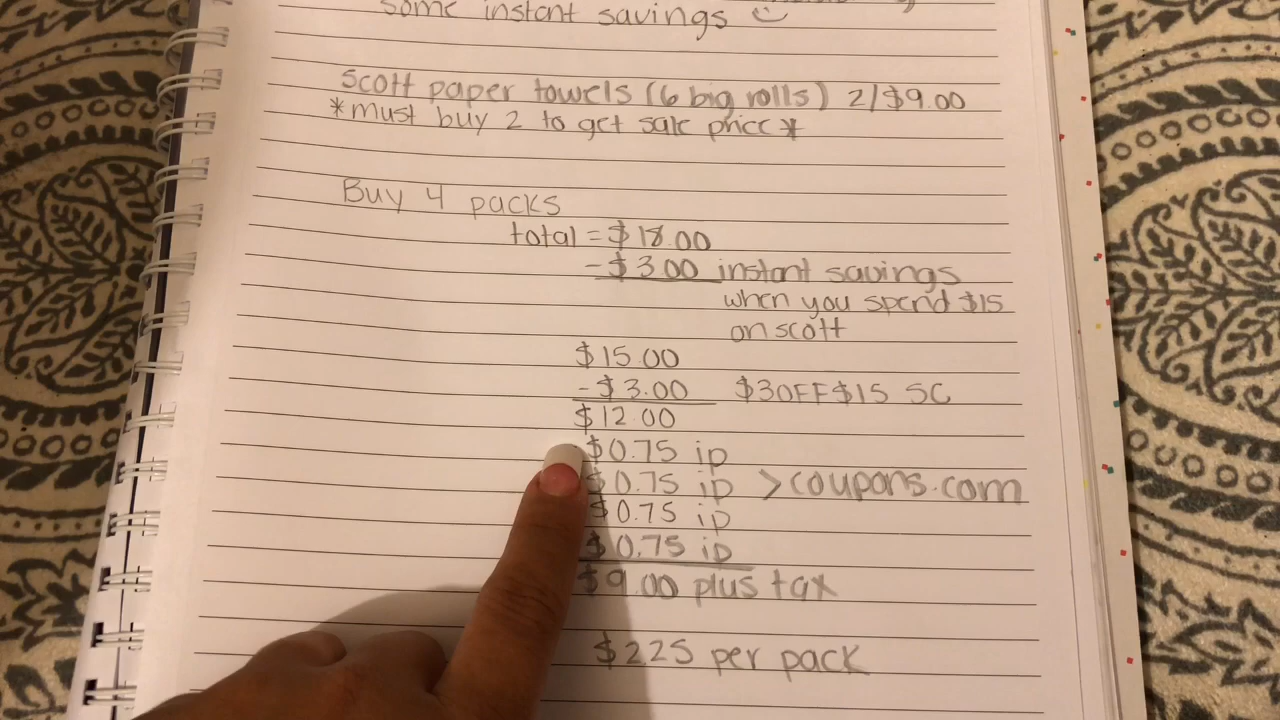 some instant savings
Scott paper towels (6 big rolls) 2/$9.00
*must buy 2 to get sale price*
Buy 4 packs
total = $18.00
-$3.00 instant savings
when you spend $15
on scott
$15.00
-$3.00 $3OFF$15 SC
$12.00
$0.75 ip
$0.75 ip >coupons.com
$0.75 ip
$0.75 ip
$9.00 plus tax
$2.25 per pack